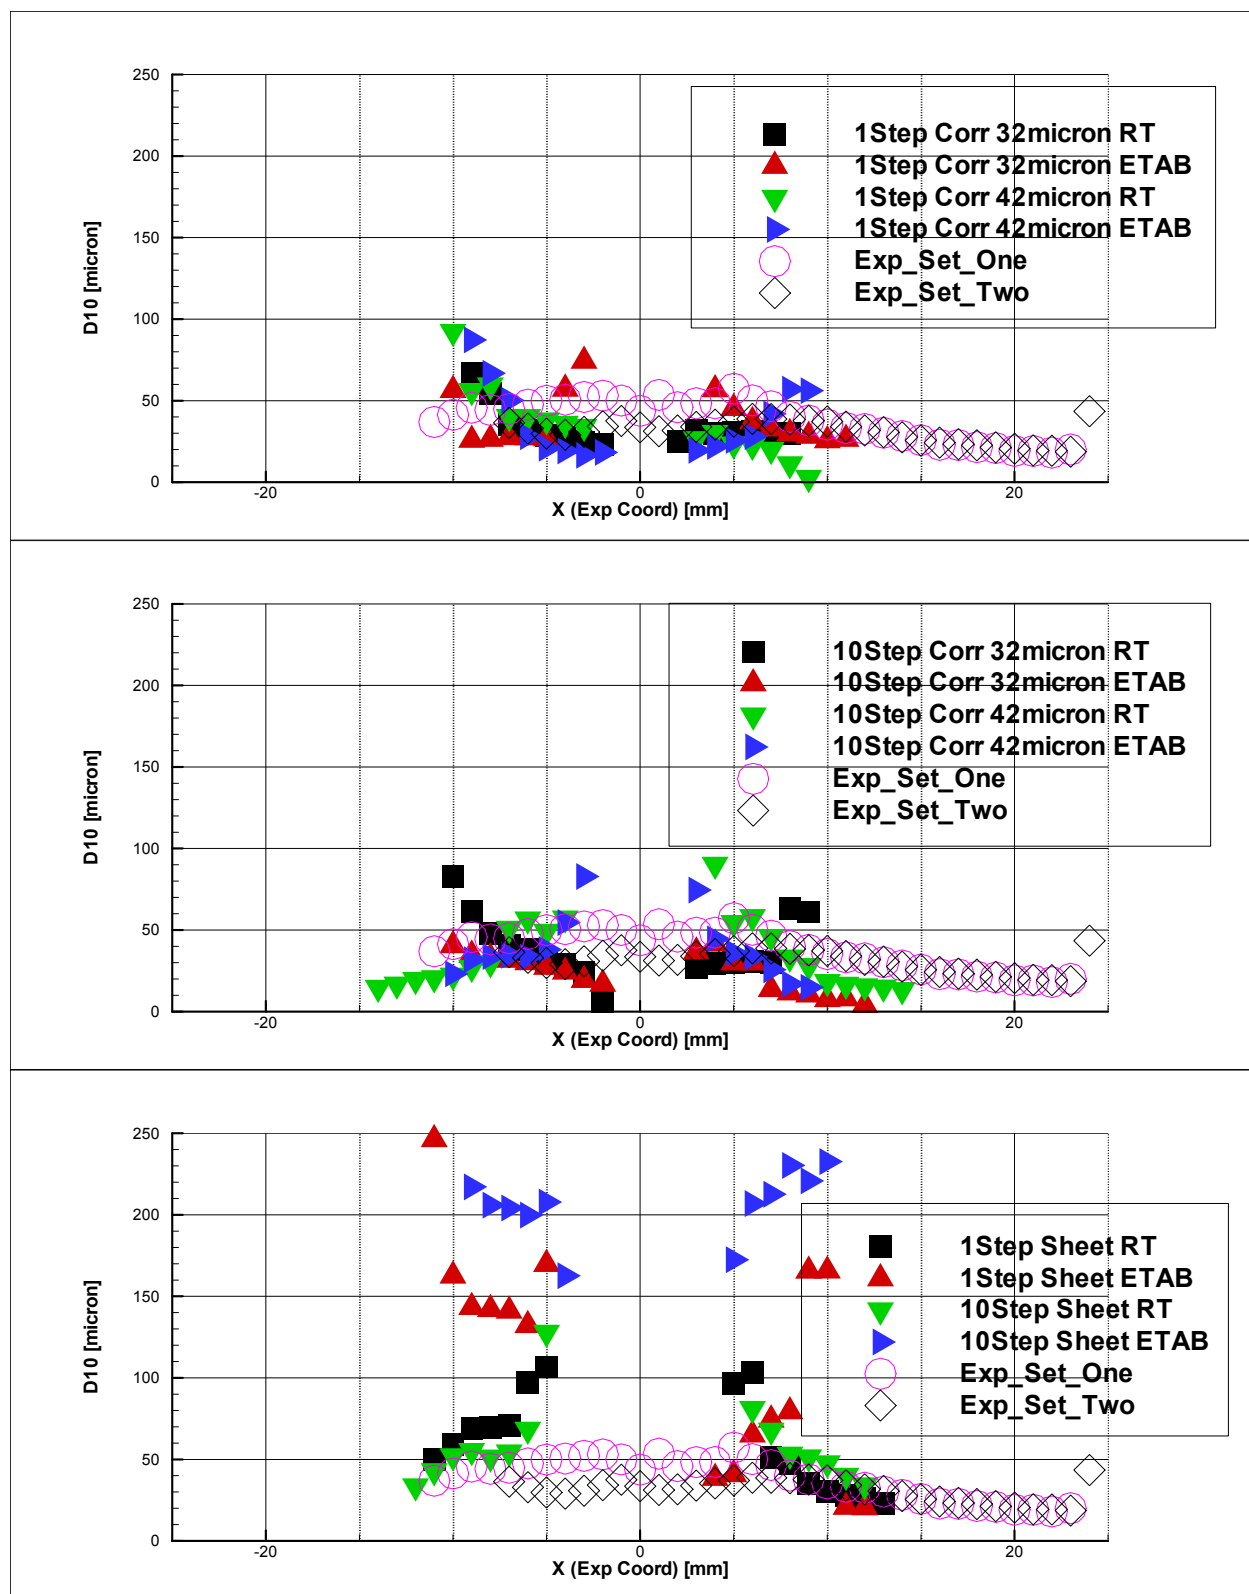 250
200
150
100
50
0
D10 [micron]
-20
0
20
X (Exp Coord) [mm]
1Step Corr 32micron RT
1Step Corr 32micron ETAB
1Step Corr 42micron RT
1Step Corr 42micron ETAB
Exp_Set_One
Exp_Set_Two
250
200
150
100
50
0
D10 [micron]
-20
0
20
X (Exp Coord) [mm]
10Step Corr 32micron RT
10Step Corr 32micron ETAB
10Step Corr 42micron RT
10Step Corr 42micron ETAB
Exp_Set_One
Exp_Set_Two
250
200
150
100
50
0
D10 [micron]
-20
0
20
X (Exp Coord) [mm]
1Step Sheet RT
1Step Sheet ETAB
10Step Sheet RT
10Step Sheet ETAB
Exp_Set_One
Exp_Set_Two